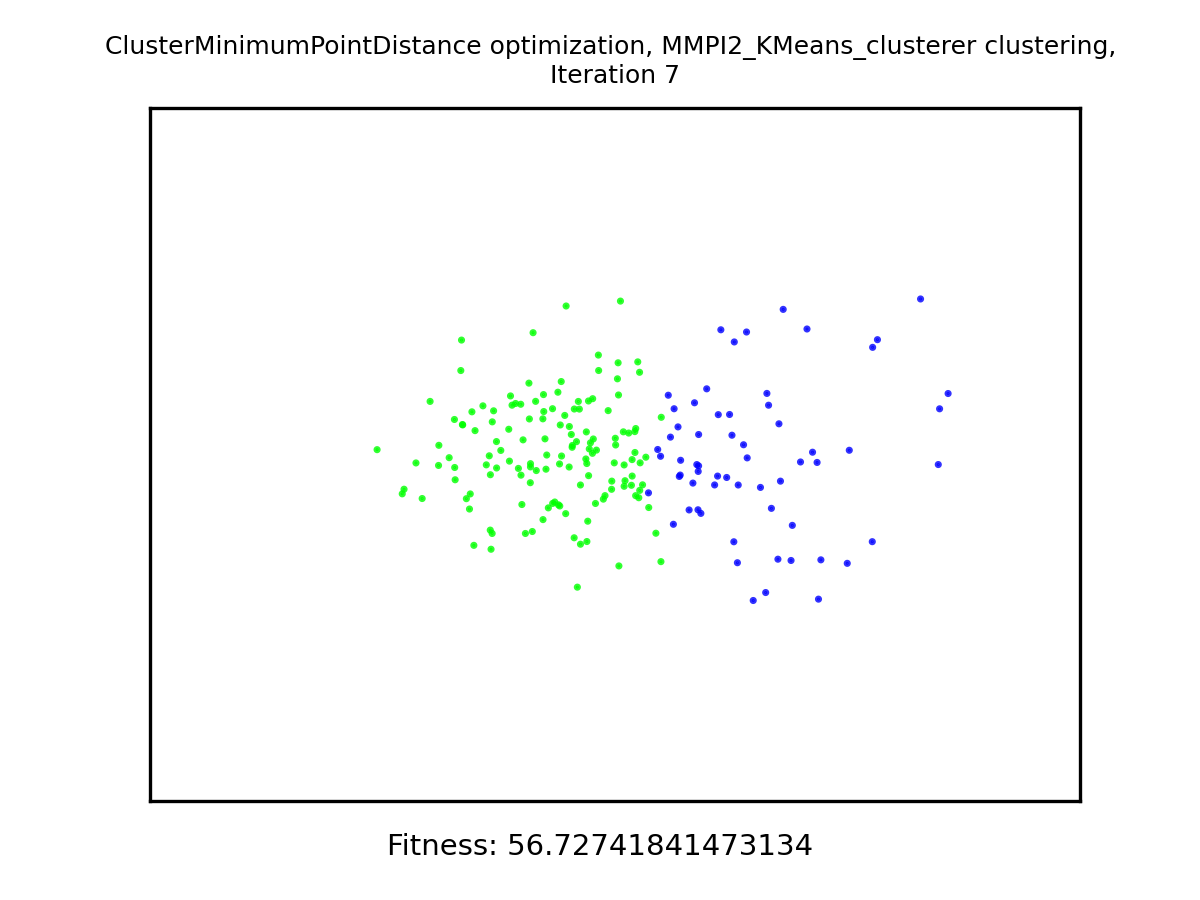 ClusterMinimumPointDistance optimization, MMPI2_KMeans_clusterer clustering,
Iteration 7
Fitness: 56.72741841473134